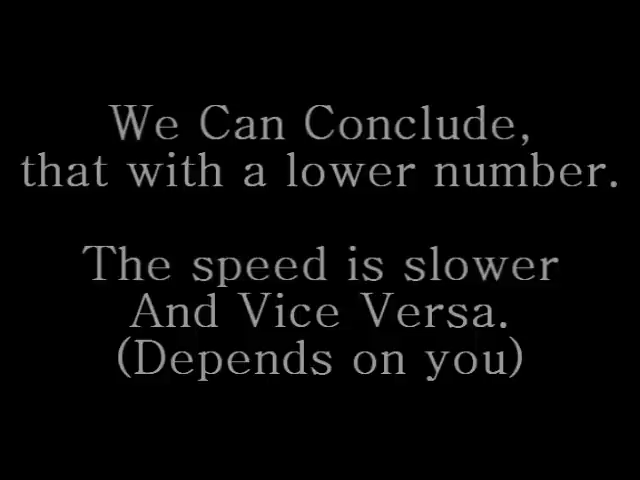 We Can Conclude,
that with a lower number.
The speed is slower
And Vice Versa.
(Depends on you)